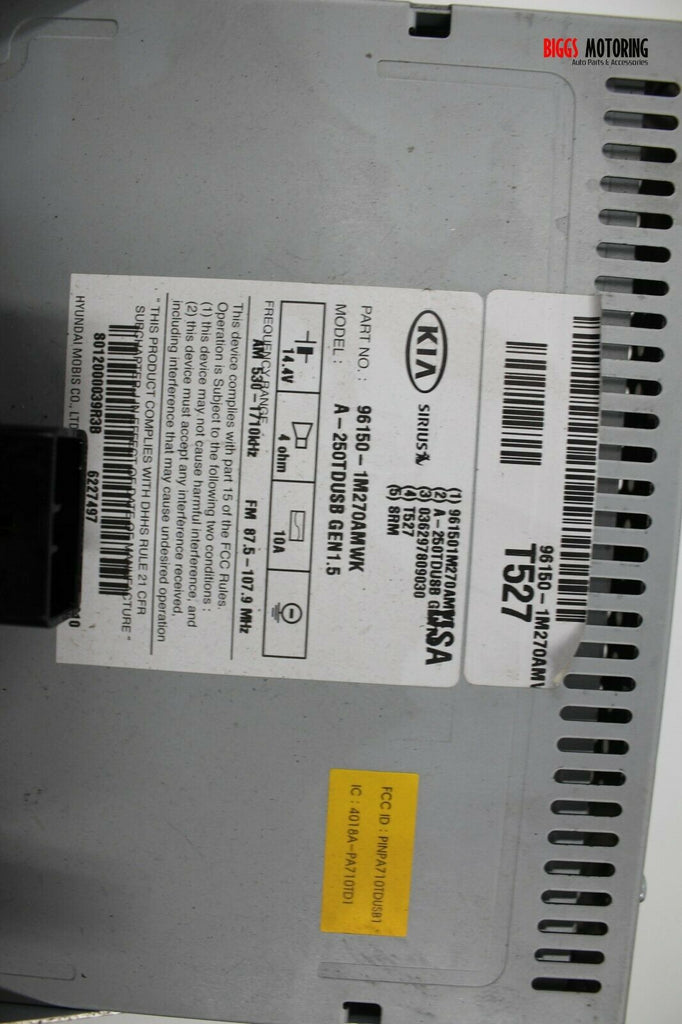 BIGGS MOTORING
Auto Parts & Accessories
96150-1M270AMW
T527
KIA
SIRIUS
(1) 961501M270AMWK
(2) A-250TDUSB
(3) 036297809030
(4) T527
(5) 8RM
USA
PART NO. : 96150-1M270AMWK
MODEL : A-250TDUSB GEN1.5
14.4V 4 ohm 10A
FREQUENCY RANGE
AM 530-1710kHz FM 87.5-107.9 MHz
This device complies with part 15 of the FCC Rules.
Operation is Subject to the following two conditions ;
(1) this device may not cause harmful interference, and
(2) this device must accept any interference received,
including interference that may cause undesired operation
" THIS PRODUCT COMPLIES WITH DHHS RULE 21 CFR
SUBCHAPTER J IN EFFECT OF DATE OF MANUFACTURE "
8012000639R3B 6227497
HYUNDAI MOBIS CO., LTD
FCC ID : PINPA710TDUSB1
IC : 4018A-PA710TD1